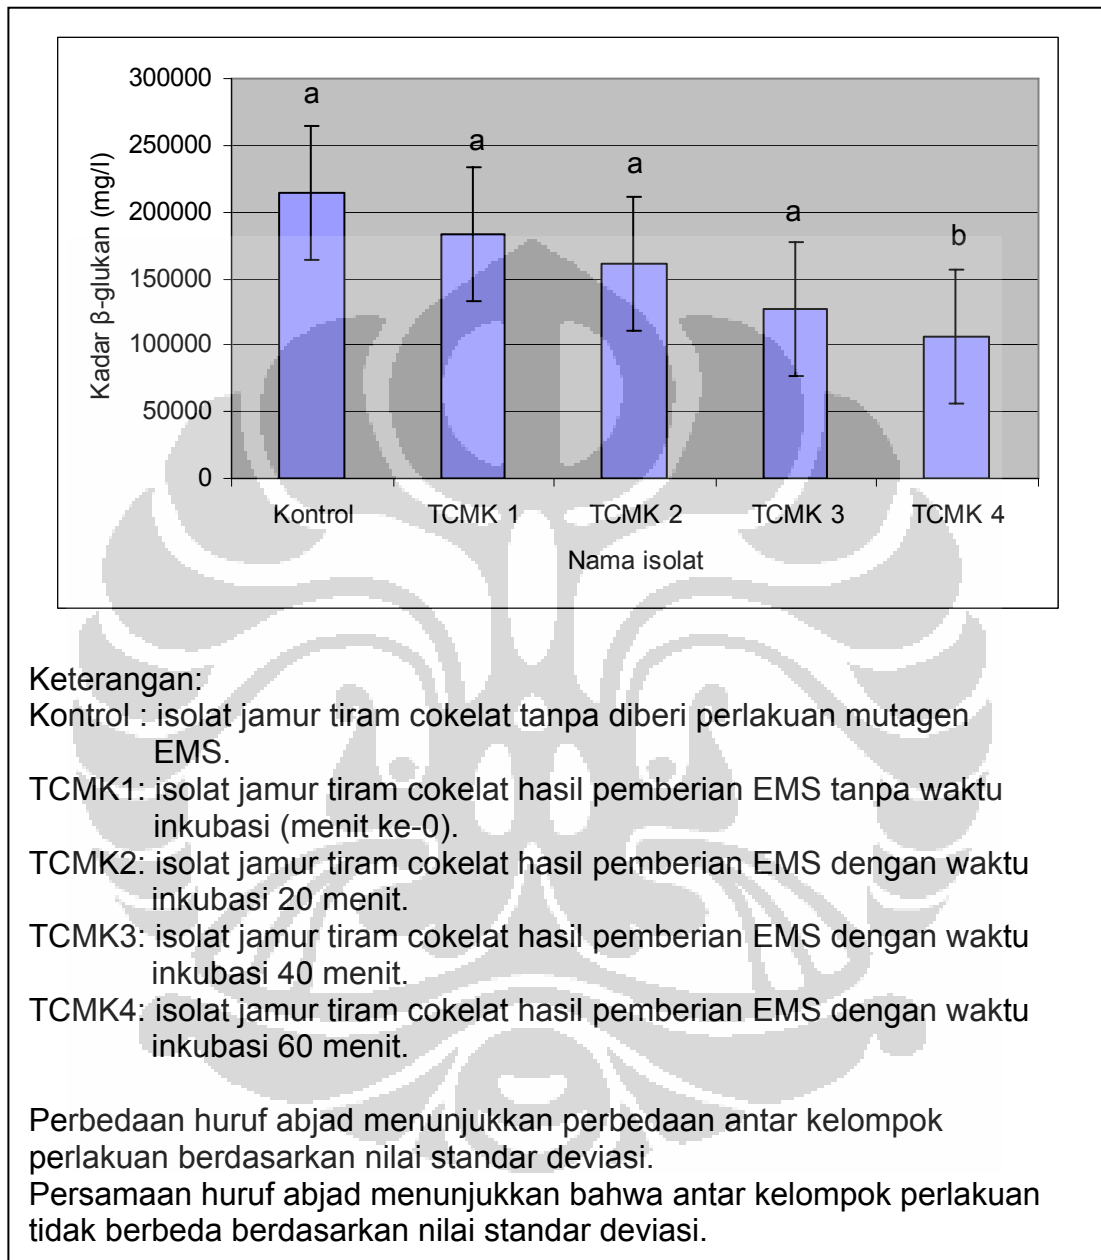 300000
250000
200000
150000
100000
50000
0
Kadar β-glukan (mg/l)
a
a
a
a
b
Kontrol TCMK 1 TCMK 2 TCMK 3 TCMK 4
Nama isolat
Keterangan:
Kontrol : isolat jamur tiram cokelat tanpa diberi perlakuan mutagen
EMS.
TCMK1: isolat jamur tiram cokelat hasil pemberian EMS tanpa waktu
inkubasi (menit ke-0).
TCMK2: isolat jamur tiram cokelat hasil pemberian EMS dengan waktu
inkubasi 20 menit.
TCMK3: isolat jamur tiram cokelat hasil pemberian EMS dengan waktu
inkubasi 40 menit.
TCMK4: isolat jamur tiram cokelat hasil pemberian EMS dengan waktu
inkubasi 60 menit.
Perbedaan huruf abjad menunjukkan perbedaan antar kelompok
perlakuan berdasarkan nilai standar deviasi.
Persamaan huruf abjad menunjukkan bahwa antar kelompok perlakuan
tidak berbeda berdasarkan nilai standar deviasi.